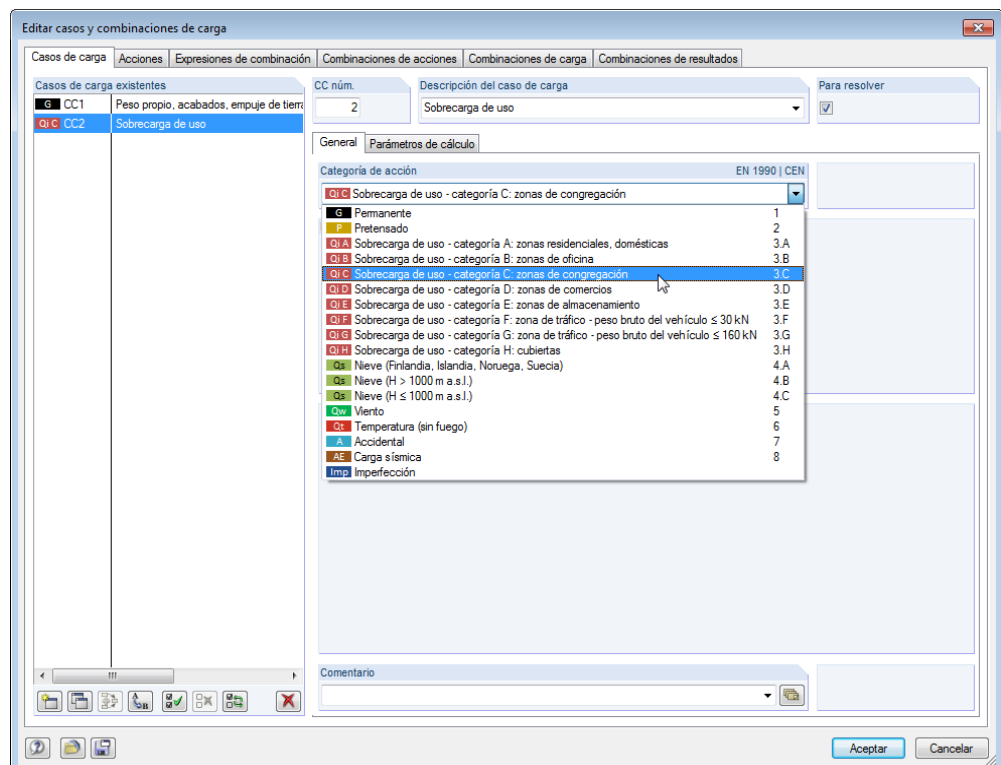 Editar casos y combinaciones de carga
Casos de carga Acciones Expresiones de combinación Combinaciones de acciones Combinaciones de carga Combinaciones de resultados
Casos de carga existentes
G CC1 Peso propio, acabados, empuje de tierra
Qi C CC2 Sobrecarga de uso
CC núm.
2
Descripción del caso de carga
Sobrecarga de uso
Para resolver
General Parámetros de cálculo
Categoría de acción EN 1990 | CEN
Qi C Sobrecarga de uso - categoría C: zonas de congregación
G Permanente 1
P Pretensado 2
Qi A Sobrecarga de uso - categoría A: zonas residenciales, domésticas 3.A
Qi B Sobrecarga de uso - categoría B: zonas de oficina 3.B
Qi C Sobrecarga de uso - categoría C: zonas de congregación 3.C
Qi D Sobrecarga de uso - categoría D: zonas de comercios 3.D
Qi E Sobrecarga de uso - categoría E: zonas de almacenamiento 3.E
Qi F Sobrecarga de uso - categoría F: zona de tráfico - peso bruto del vehículo ≤ 30 kN 3.F
Qi G Sobrecarga de uso - categoría G: zona de tráfico - peso bruto del vehículo ≤ 160 kN 3.G
Qi H Sobrecarga de uso - categoría H: cubiertas 3.H
Qs Nieve (Finlandia, Islandia, Noruega, Suecia) 4.A
Qs Nieve (H > 1000 m a.s.l.) 4.B
Qs Nieve (H ≤ 1000 m a.s.l.) 4.C
Qw Viento 5
Qt Temperatura (sin fuego) 6
A Accidental 7
AE Carga sísmica 8
Imp Imperfección
Comentario
Aceptar Cancelar